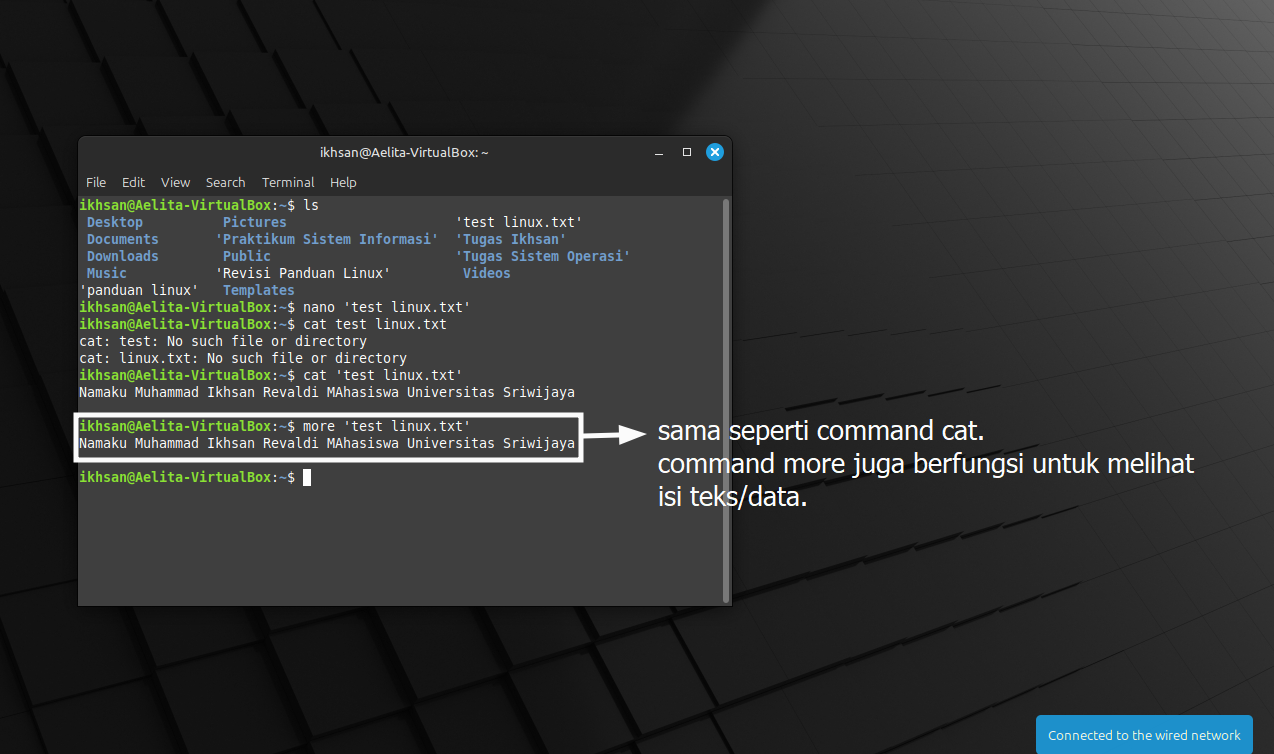 ikhsan@Aelita-VirtualBox: ~
File Edit View Search Terminal Help
ikhsan@Aelita-VirtualBox:~$ ls
Desktop Pictures 'test linux.txt'
Documents 'Praktikum Sistem Informasi' 'Tugas Ikhsan'
Downloads Public 'Tugas Sistem Operasi'
Music 'Revisi Panduan Linux' Videos
'panduan linux' Templates
ikhsan@Aelita-VirtualBox:~$ nano 'test linux.txt'
ikhsan@Aelita-VirtualBox:~$ cat test linux.txt
cat: test: No such file or directory
cat: linux.txt: No such file or directory
ikhsan@Aelita-VirtualBox:~$ cat 'test linux.txt'
Namaku Muhammad Ikhsan Revaldi MAhasiswa Universitas Sriwijaya
ikhsan@Aelita-VirtualBox:~$ more 'test linux.txt'
Namaku Muhammad Ikhsan Revaldi MAhasiswa Universitas Sriwijaya
ikhsan@Aelita-VirtualBox:~$
sama seperti command cat.
command more juga berfungsi untuk melihat
isi teks/data.
Connected to the wired network